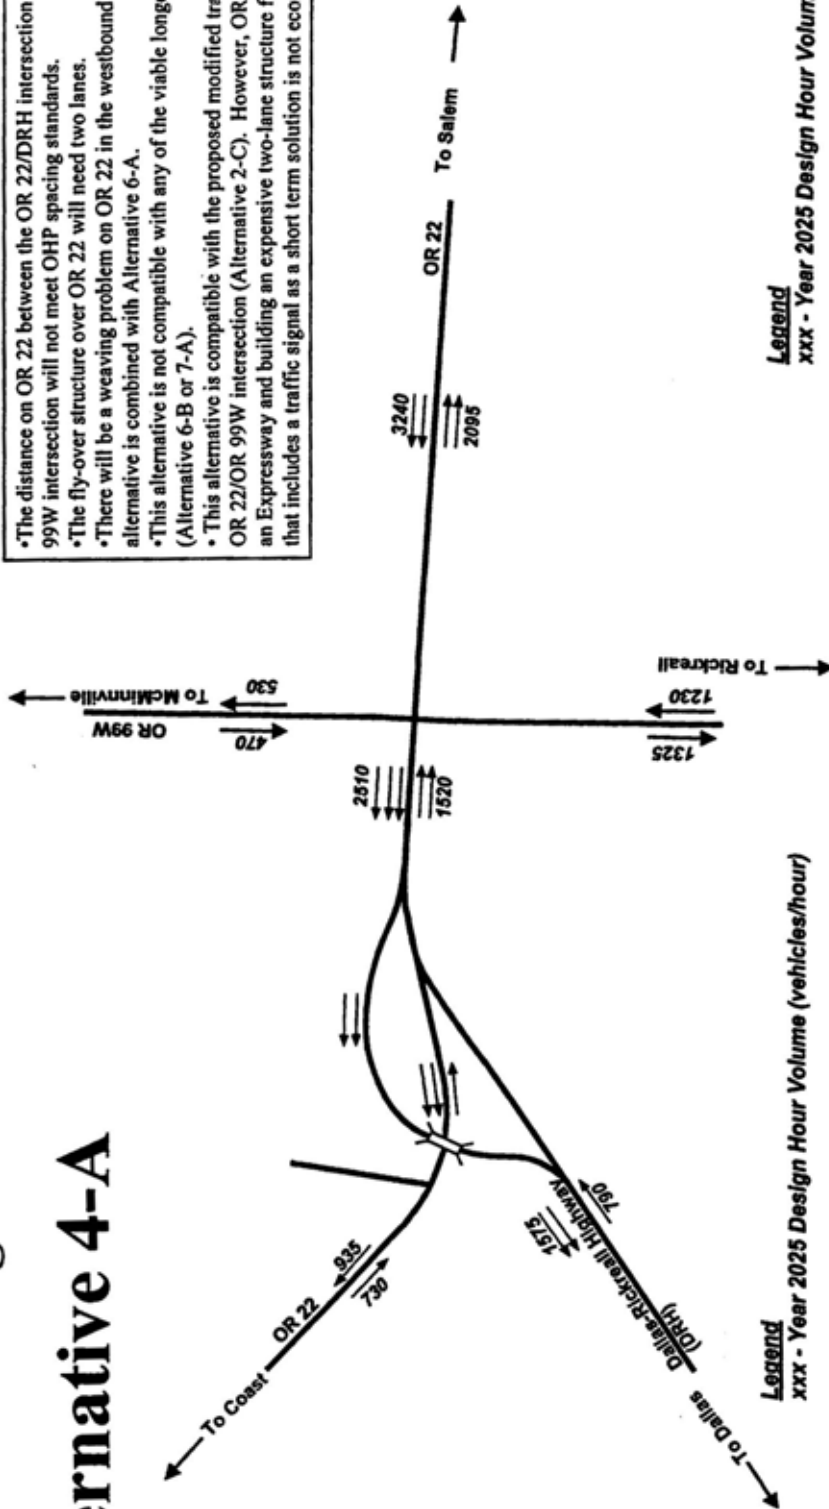 ernative 4-A
•The distance on OR 22 between the OR 22/DRH intersection
99W intersection will not meet OHP spacing standards.
•The fly-over structure over OR 22 will need two lanes.
•There will be a weaving problem on OR 22 in the westbound
alternative is combined with Alternative 6-A.
•This alternative is not compatible with any of the viable longe
(Alternative 6-B or 7-A).
• This alternative is compatible with the proposed modified tra
OR 22/OR 99W intersection (Alternative 2-C). However, OR
an Expressway and building an expensive two-lane structure f
that includes a traffic signal as a short term solution is not eco
To Coast
OR 22
935
730
To McMinnville
OR 99W
530
470
2510
1520
3240
2095
OR 22
To Salem
1575
790
Dallas-Rickreall Highway
(DRH)
To Dallas
1230
1325
To Rickreall
Legend
xxx - Year 2025 Design Hour Volume (vehicles/hour)
Legend
xxx - Year 2025 Design Hour Volum